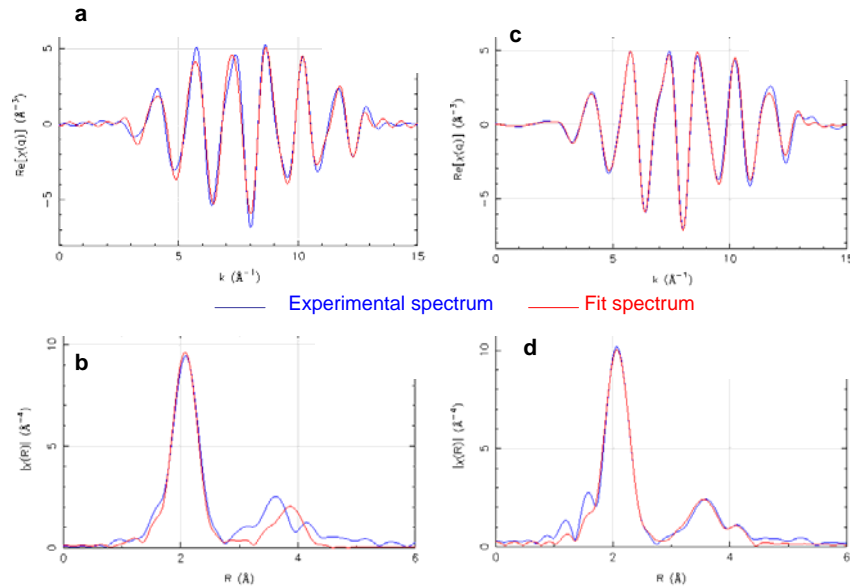 a
5
0
−5
Re[χ(q)] (Å⁻³)
0
5
10
15
k (Å⁻¹)
c
5
0
−5
Re[χ(q)] (Å⁻³)
0
5
10
15
k (Å⁻¹)
Experimental spectrum
Fit spectrum
b
10
5
0
|χ(R)| (Å⁻⁴)
0
2
4
6
R (Å)
d
10
5
0
|χ(R)| (Å⁻⁴)
0
2
4
6
R (Å)